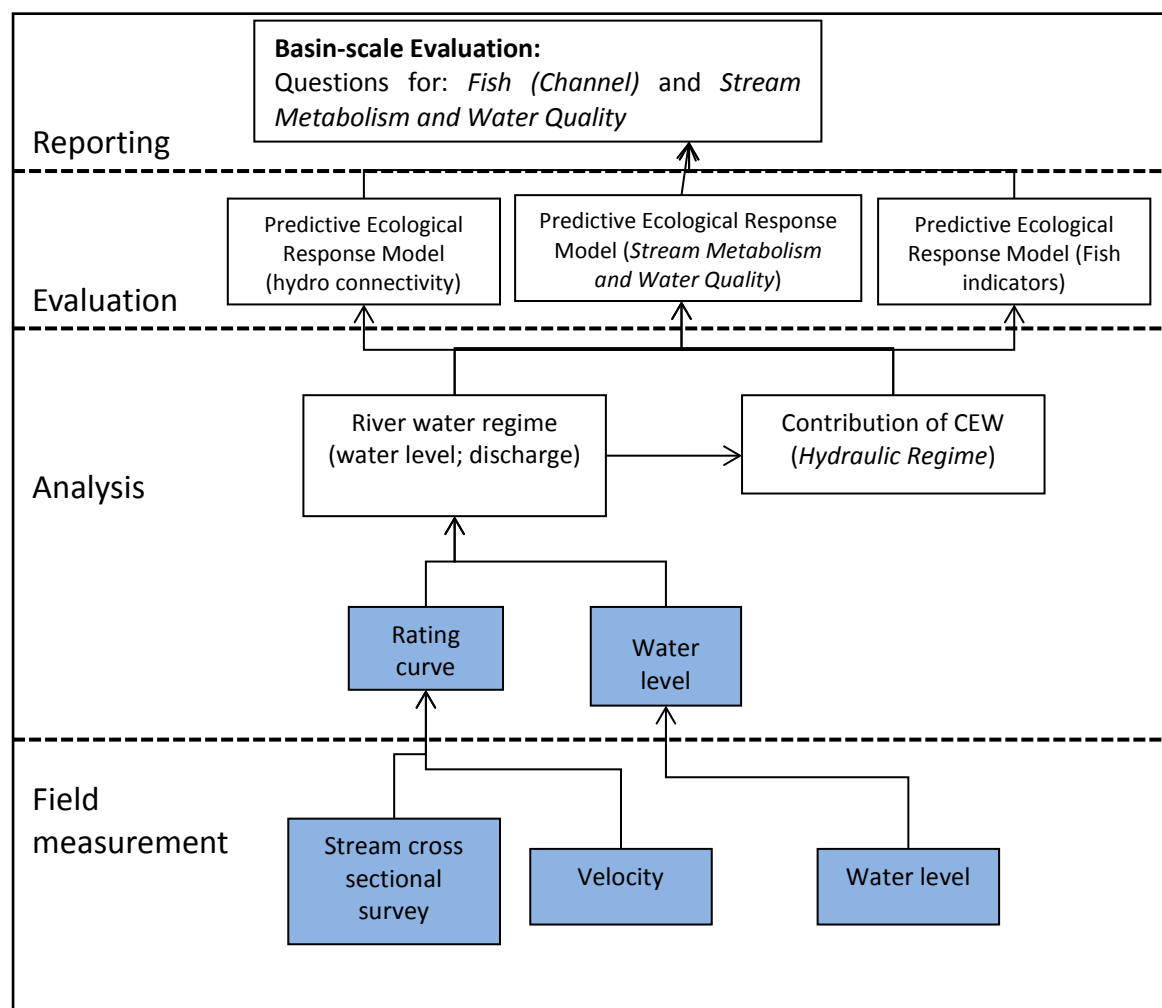 Basin-scale Evaluation:
Questions for: Fish (Channel) and Stream
Metabolism and Water Quality
Reporting
Predictive Ecological
Response Model
(hydro connectivity)
Predictive Ecological Response
Model (Stream Metabolism
and Water Quality)
Predictive Ecological
Response Model (Fish
indicators)
Evaluation
River water regime
(water level; discharge)
Contribution of CEW
(Hydraulic Regime)
Analysis
Rating
curve
Water
level
Field
measurement
Stream cross
sectional
survey
Velocity
Water level